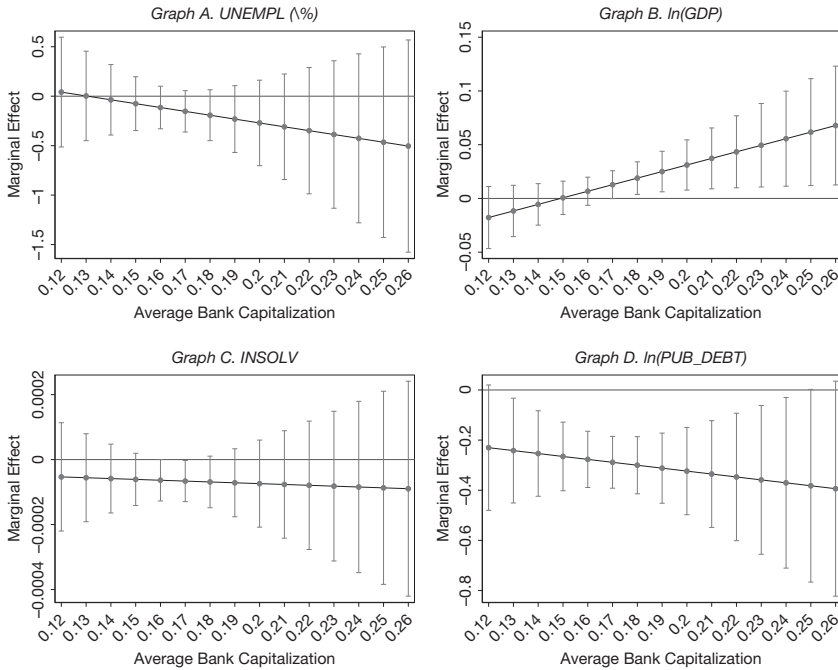 Graph A. UNEMPL (\%)
Marginal Effect
0.5
0
−0.5
−1
−1.5
0.12 0.13 0.14 0.15 0.16 0.17 0.18 0.19 0.2 0.21 0.22 0.23 0.24 0.25 0.26
Average Bank Capitalization
Graph B. ln(GDP)
Marginal Effect
0.15
0.1
0.05
0
−0.05
0.12 0.13 0.14 0.15 0.16 0.17 0.18 0.19 0.2 0.21 0.22 0.23 0.24 0.25 0.26
Average Bank Capitalization
Graph C. INSOLV
Marginal Effect
0.0002
0
−0.0002
−0.0004
0.12 0.13 0.14 0.15 0.16 0.17 0.18 0.19 0.2 0.21 0.22 0.23 0.24 0.25 0.26
Average Bank Capitalization
Graph D. ln(PUB_DEBT)
Marginal Effect
0
−0.2
−0.4
−0.6
−0.8
0.12 0.13 0.14 0.15 0.16 0.17 0.18 0.19 0.2 0.21 0.22 0.23 0.24 0.25 0.26
Average Bank Capitalization